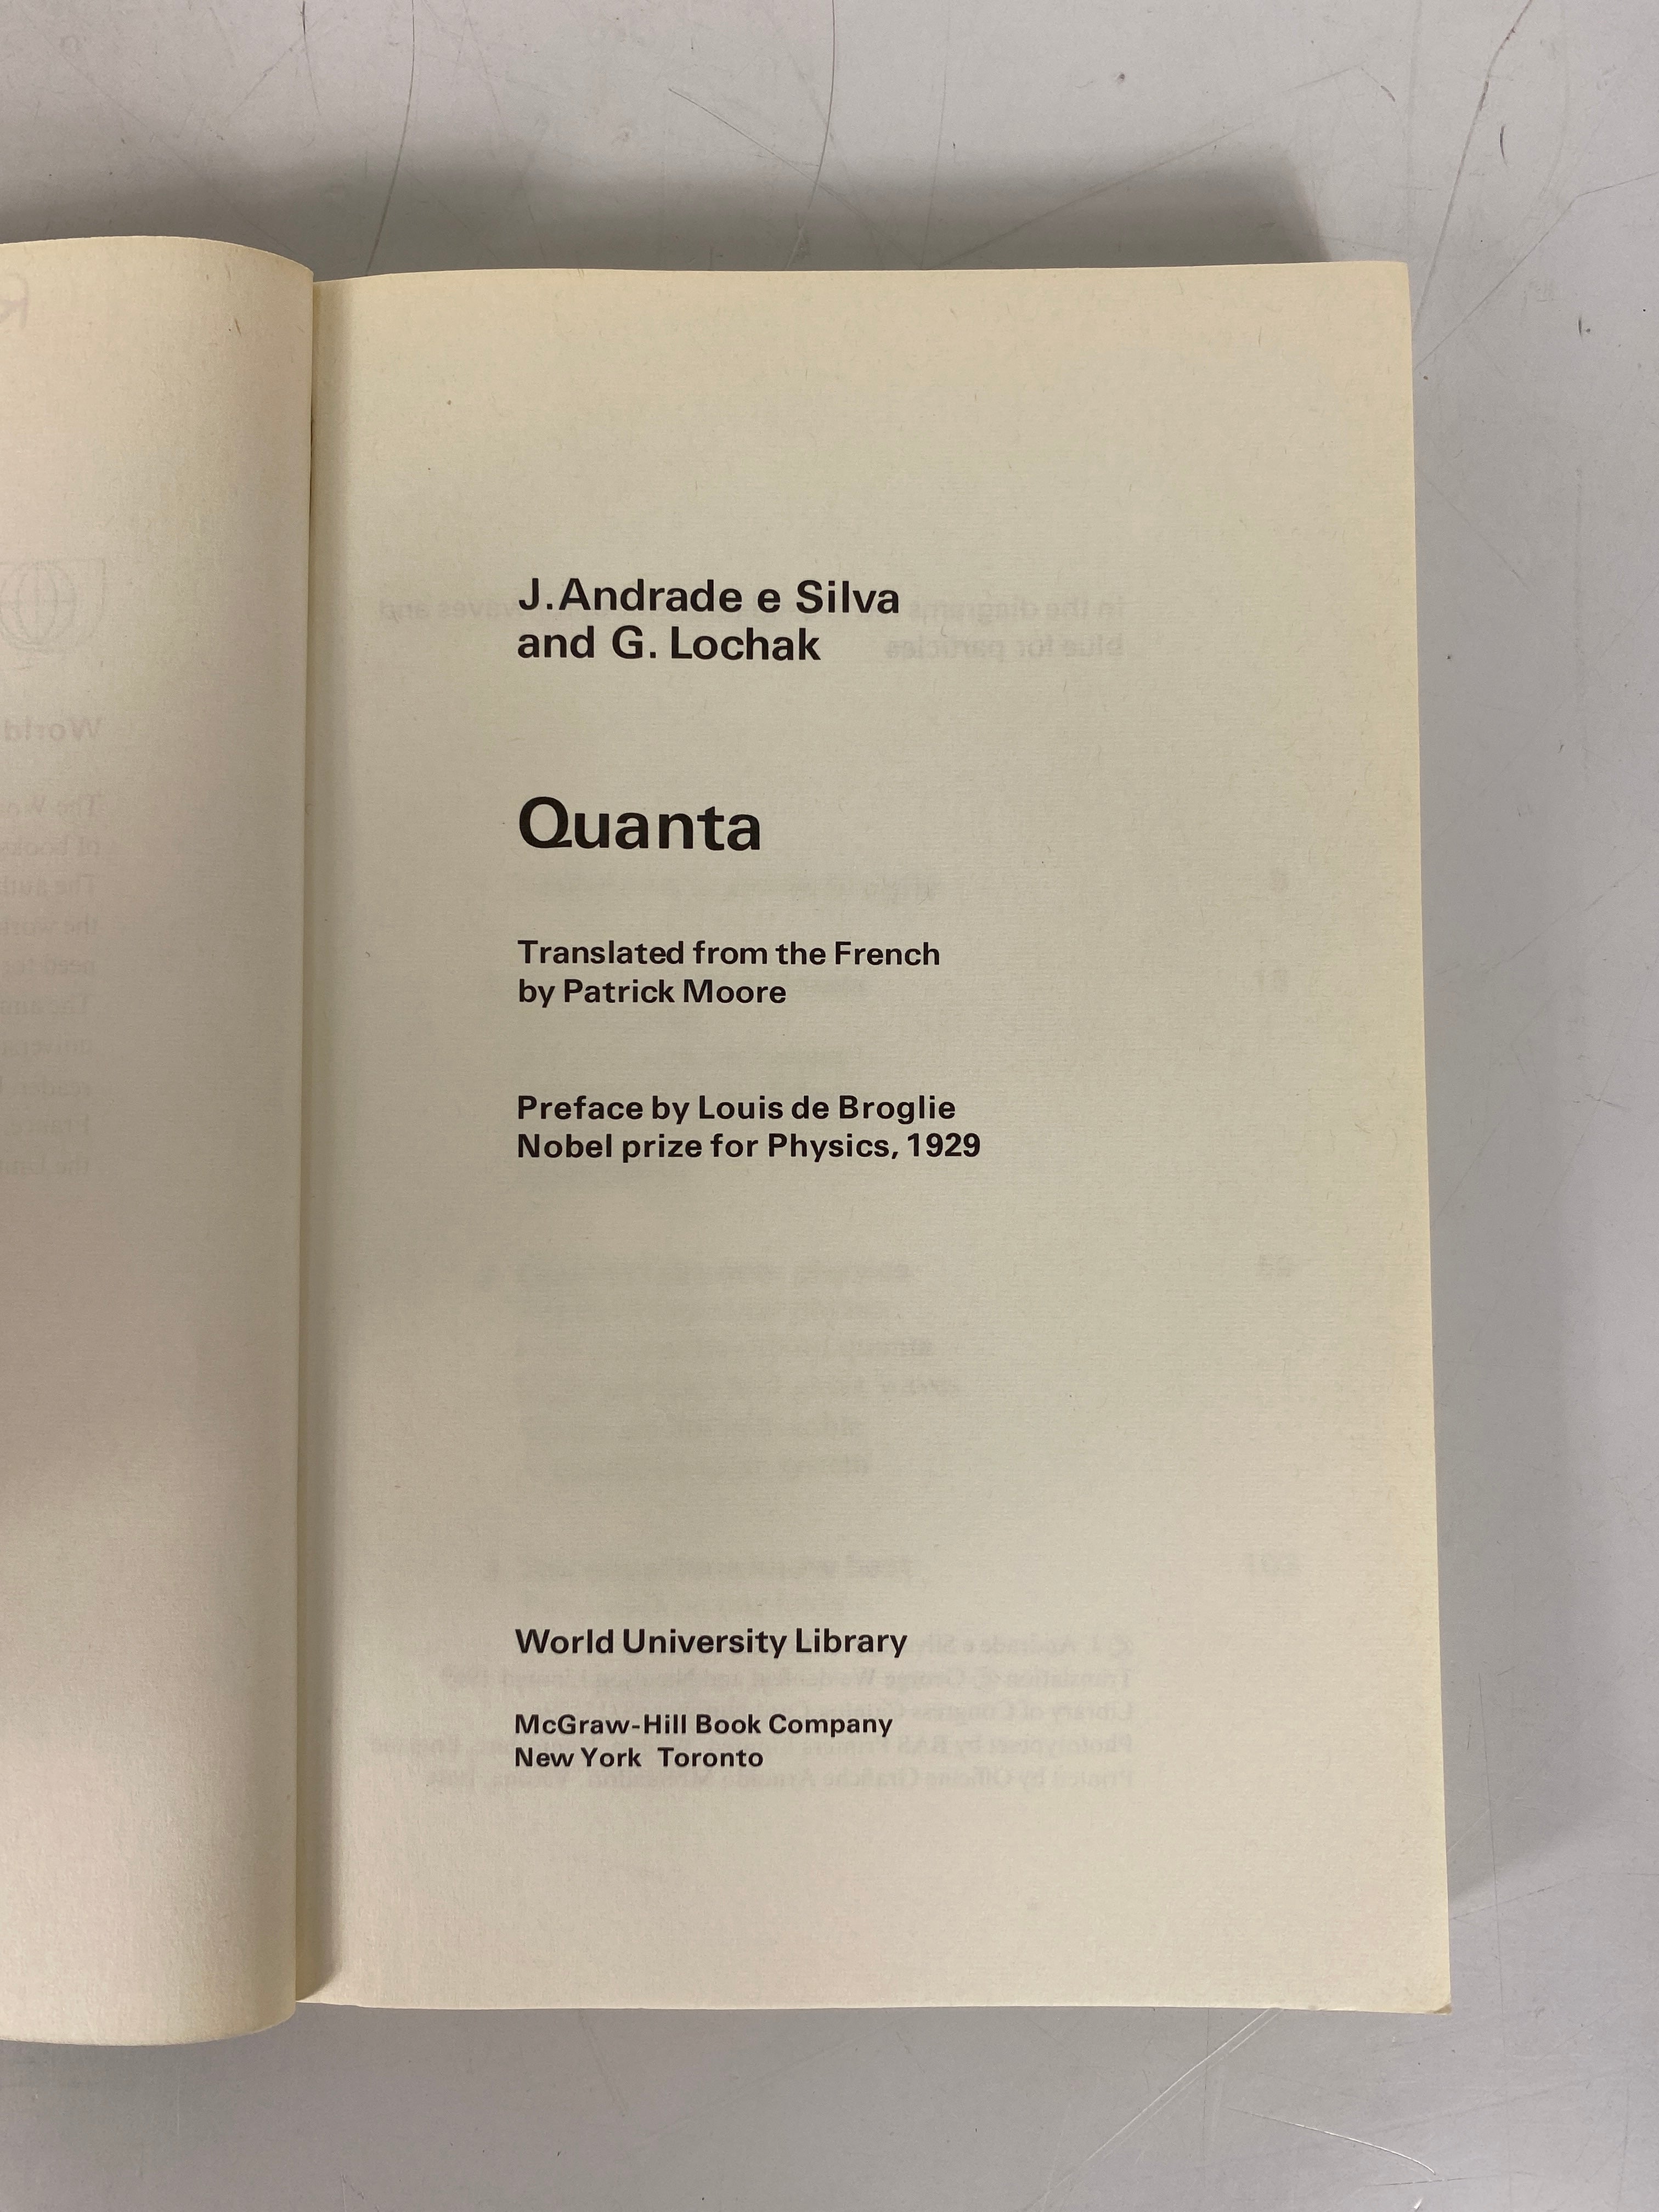 J. Andrade e Silva
and G. Lochak
Quanta
Translated from the French
by Patrick Moore
Preface by Louis de Broglie
Nobel prize for Physics, 1929
World University Library
McGraw-Hill Book Company
New York Toronto